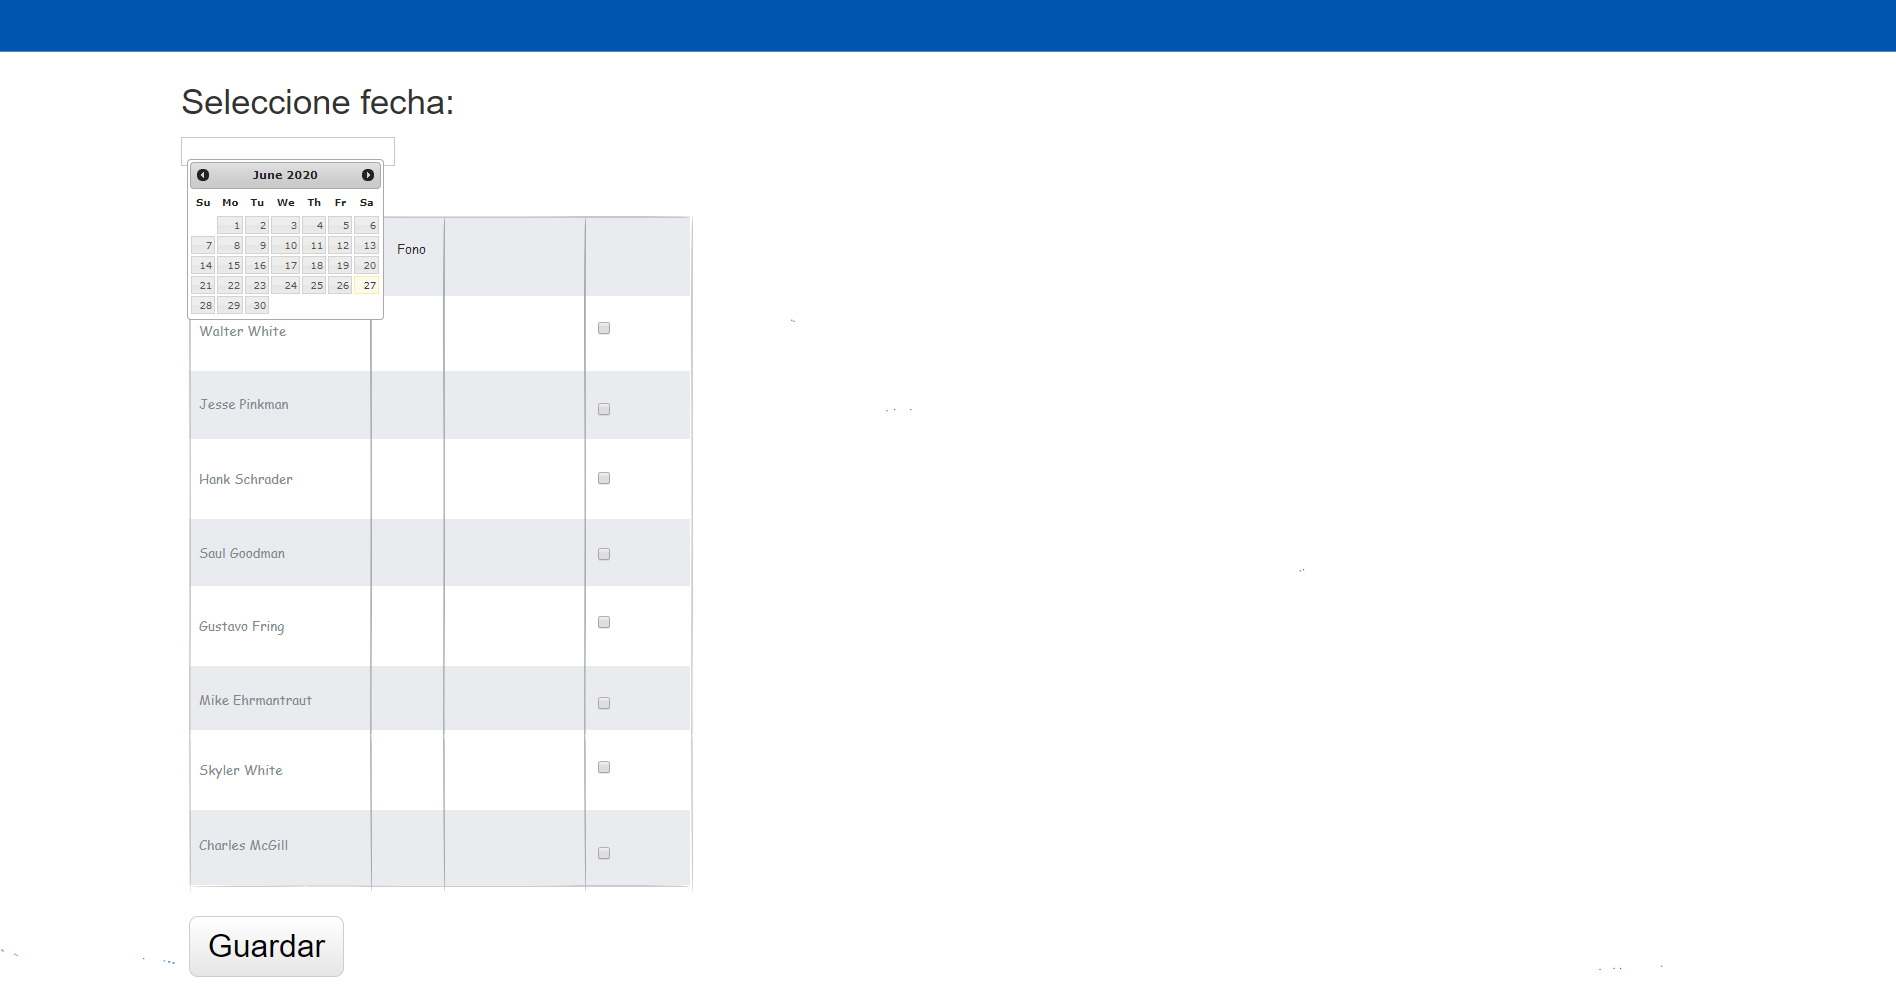 Seleccione fecha:
June 2020
Su Mo Tu We Th Fr Sa
1 2 3 4 5 6
7 8 9 10 11 12 13
14 15 16 17 18 19 20
21 22 23 24 25 26 27
28 29 30
Fono
Walter White
Jesse Pinkman
Hank Schrader
Saul Goodman
Gustavo Fring
Mike Ehrmantraut
Skyler White
Charles McGill
Guardar